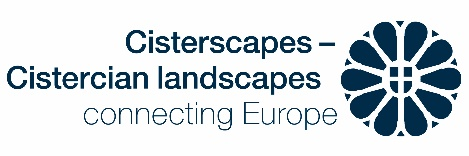 Cisterscapes –
Cistercian landscapes
connecting Europe